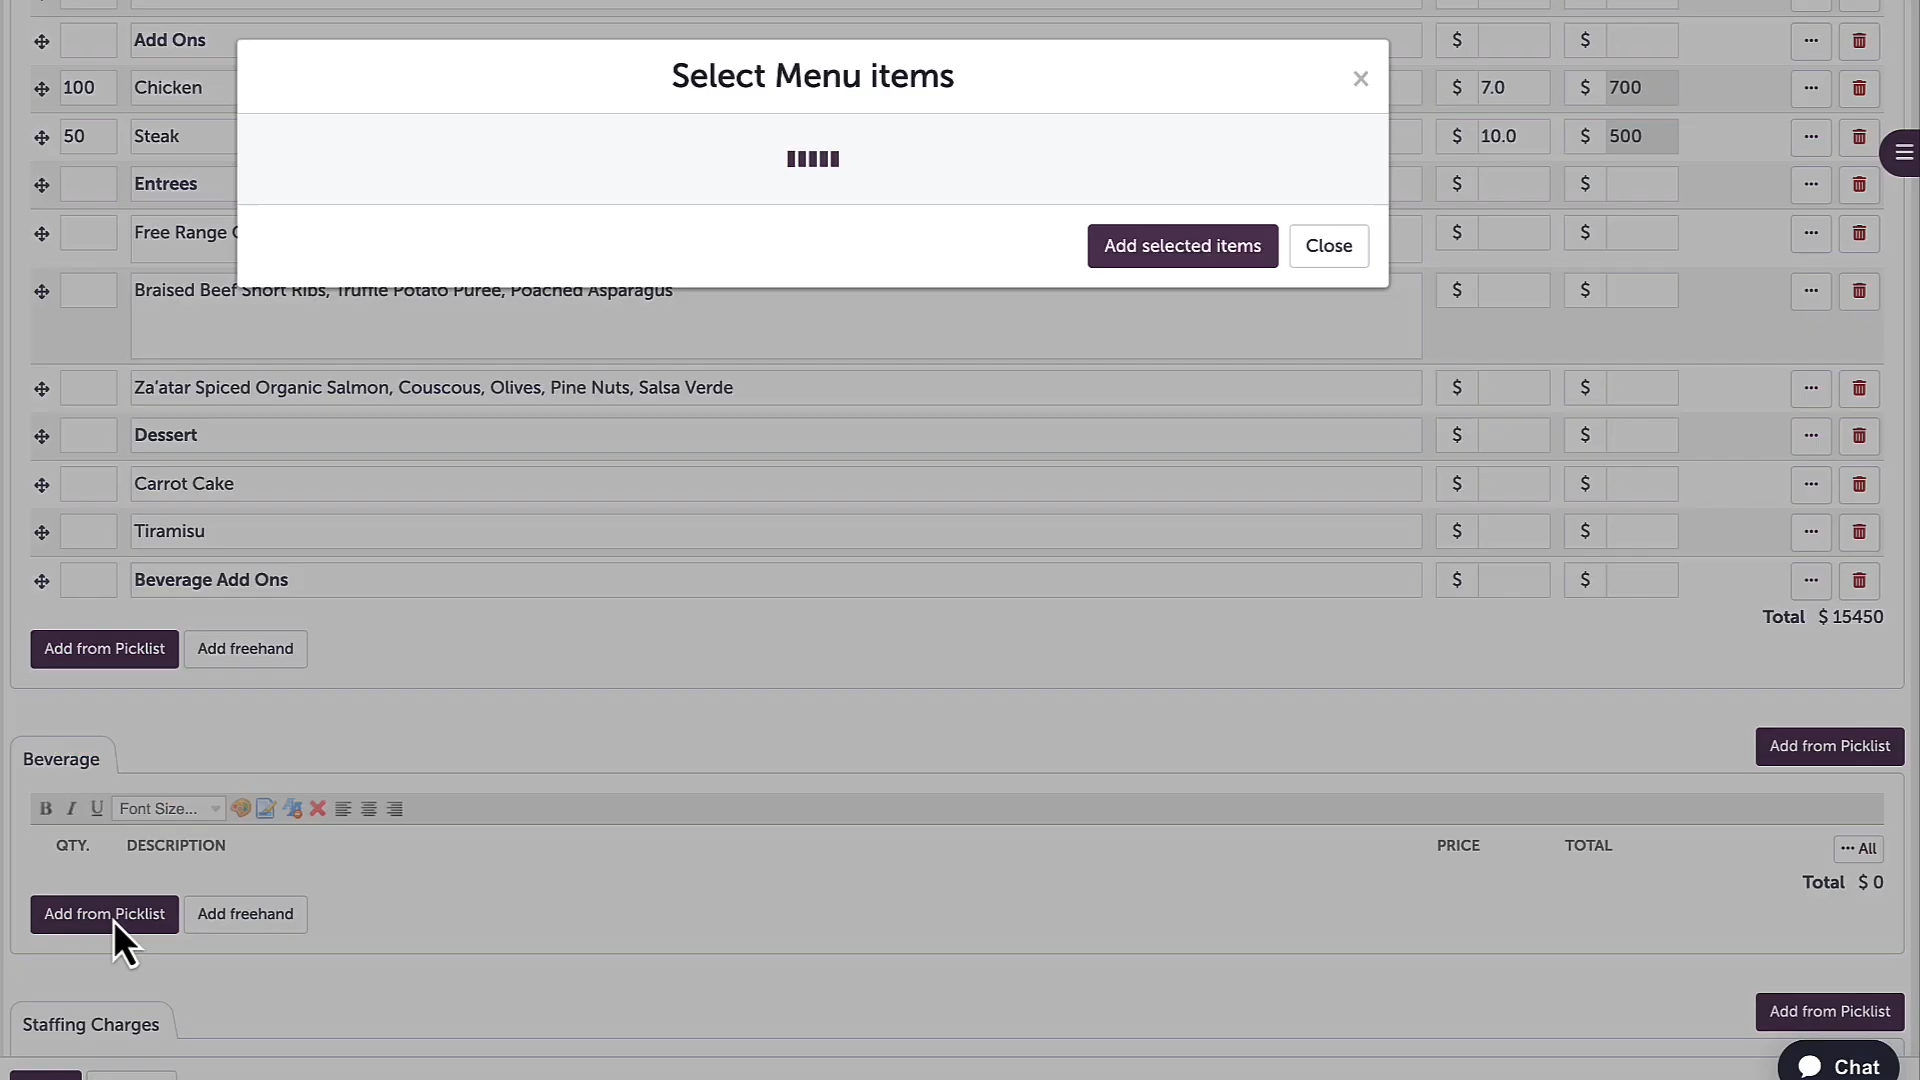 Select Menu items
×
Add selected items
Close
Add Ons $ $ ...
100 Chicken $ 7.0 $ 700 ...
50 Steak $ 10.0 $ 500 ...
Entrees $ $ ...
Free Range $ $ ...
Braised Beef Short Ribs, Truffle Potato Puree, Poached Asparagus $ $ ...
Za'atar Spiced Organic Salmon, Couscous, Olives, Pine Nuts, Salsa Verde $ $ ...
Dessert $ $ ...
Carrot Cake $ $ ...
Tiramisu $ $ ...
Beverage Add Ons $ $ ...
Total $ 15450
Add from Picklist Add freehand
Beverage Add from Picklist
B I U Font Size...
QTY. DESCRIPTION PRICE TOTAL ... All
Total $ 0
Add from Picklist Add freehand
Staffing Charges Add from Picklist
Chat